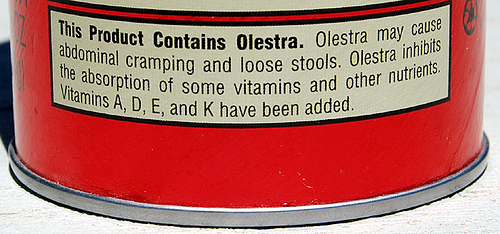 This Product Contains Olestra. Olestra may cause
abdominal cramping and loose stools. Olestra inhibits
the absorption of some vitamins and other nutrients.
Vitamins A, D, E, and K have been added.